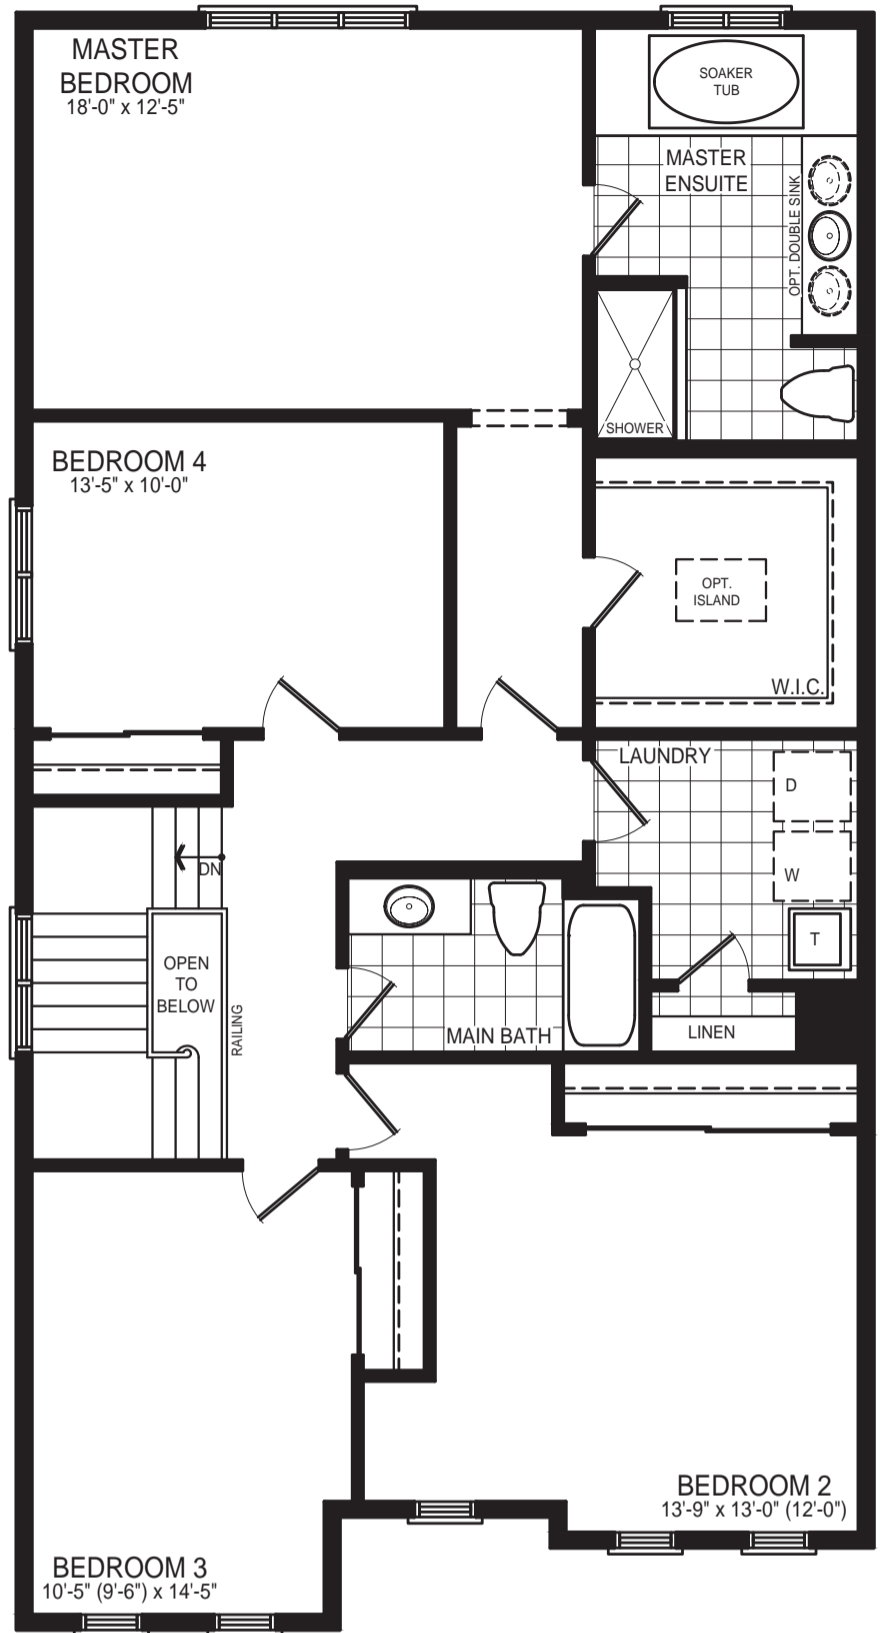 MASTER
BEDROOM
18'-0" x 12'-5"
SOAKER
TUB
MASTER
ENSUITE
OPT. DOUBLE SINK
SHOWER
BEDROOM 4
13'-5" x 10'-0"
OPT.
ISLAND
W.I.C.
LAUNDRY
D
W
T
DN
OPEN
TO
BELOW
RAILING
MAIN BATH
LINEN
BEDROOM 2
13'-9" x 13'-0" (12'-0")
BEDROOM 3
10'-5" (9'-6") x 14'-5"